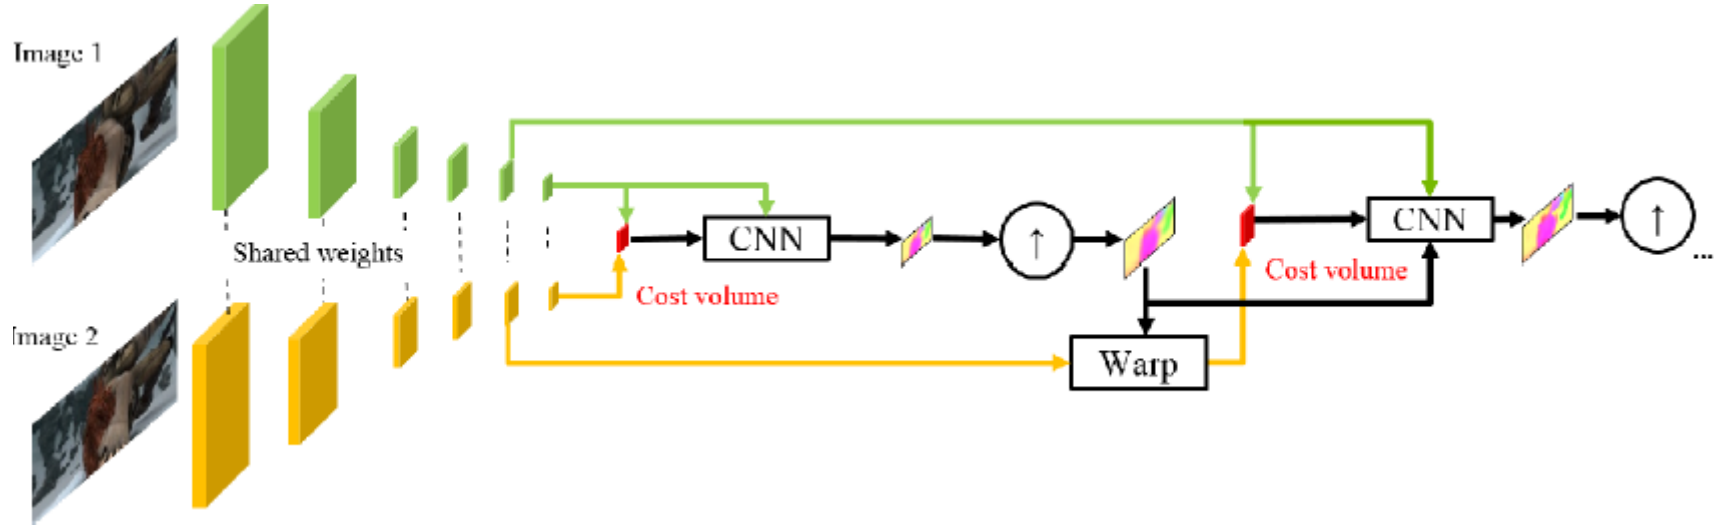 Image 1
Shared weights
Image 2
CNN
↑
Cost volume
Warp
Cost volume
CNN
↑
...